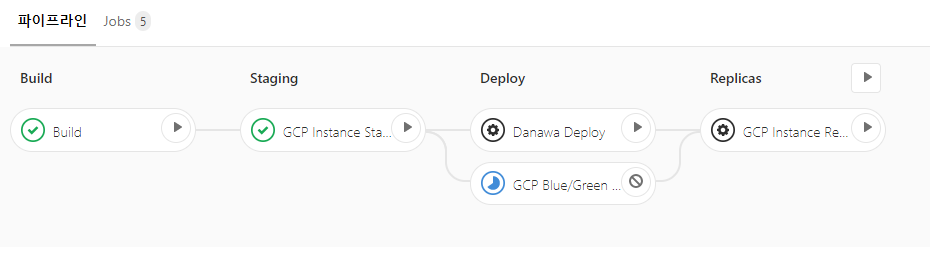 파이프라인 Jobs 5
Build Staging Deploy Replicas
Build GCP Instance Sta... Danawa Deploy GCP Instance Re...
GCP Blue/Green ...